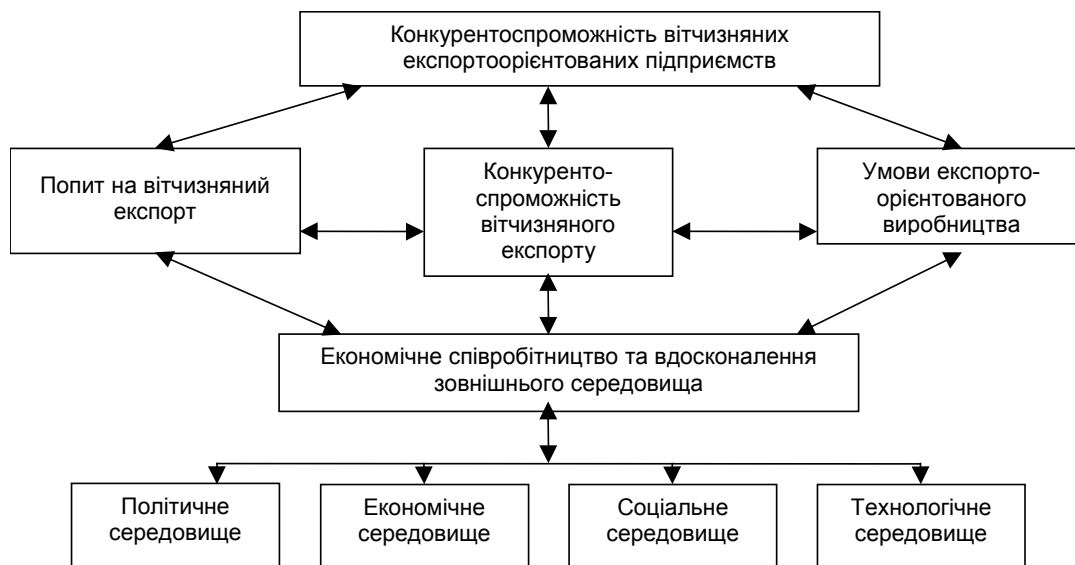 Конкурентоспроможність вітчизняних
експортоорієнтованих підприємств
Попит на вітчизняний
експорт
Конкуренто-
спроможність
вітчизняного
експорту
Умови експорто-
орієнтованого
виробництва
Економічне співробітництво та вдосконалення
зовнішнього середовища
Політичне
середовище
Економічне
середовище
Соціальне
середовище
Технологічне
середовище